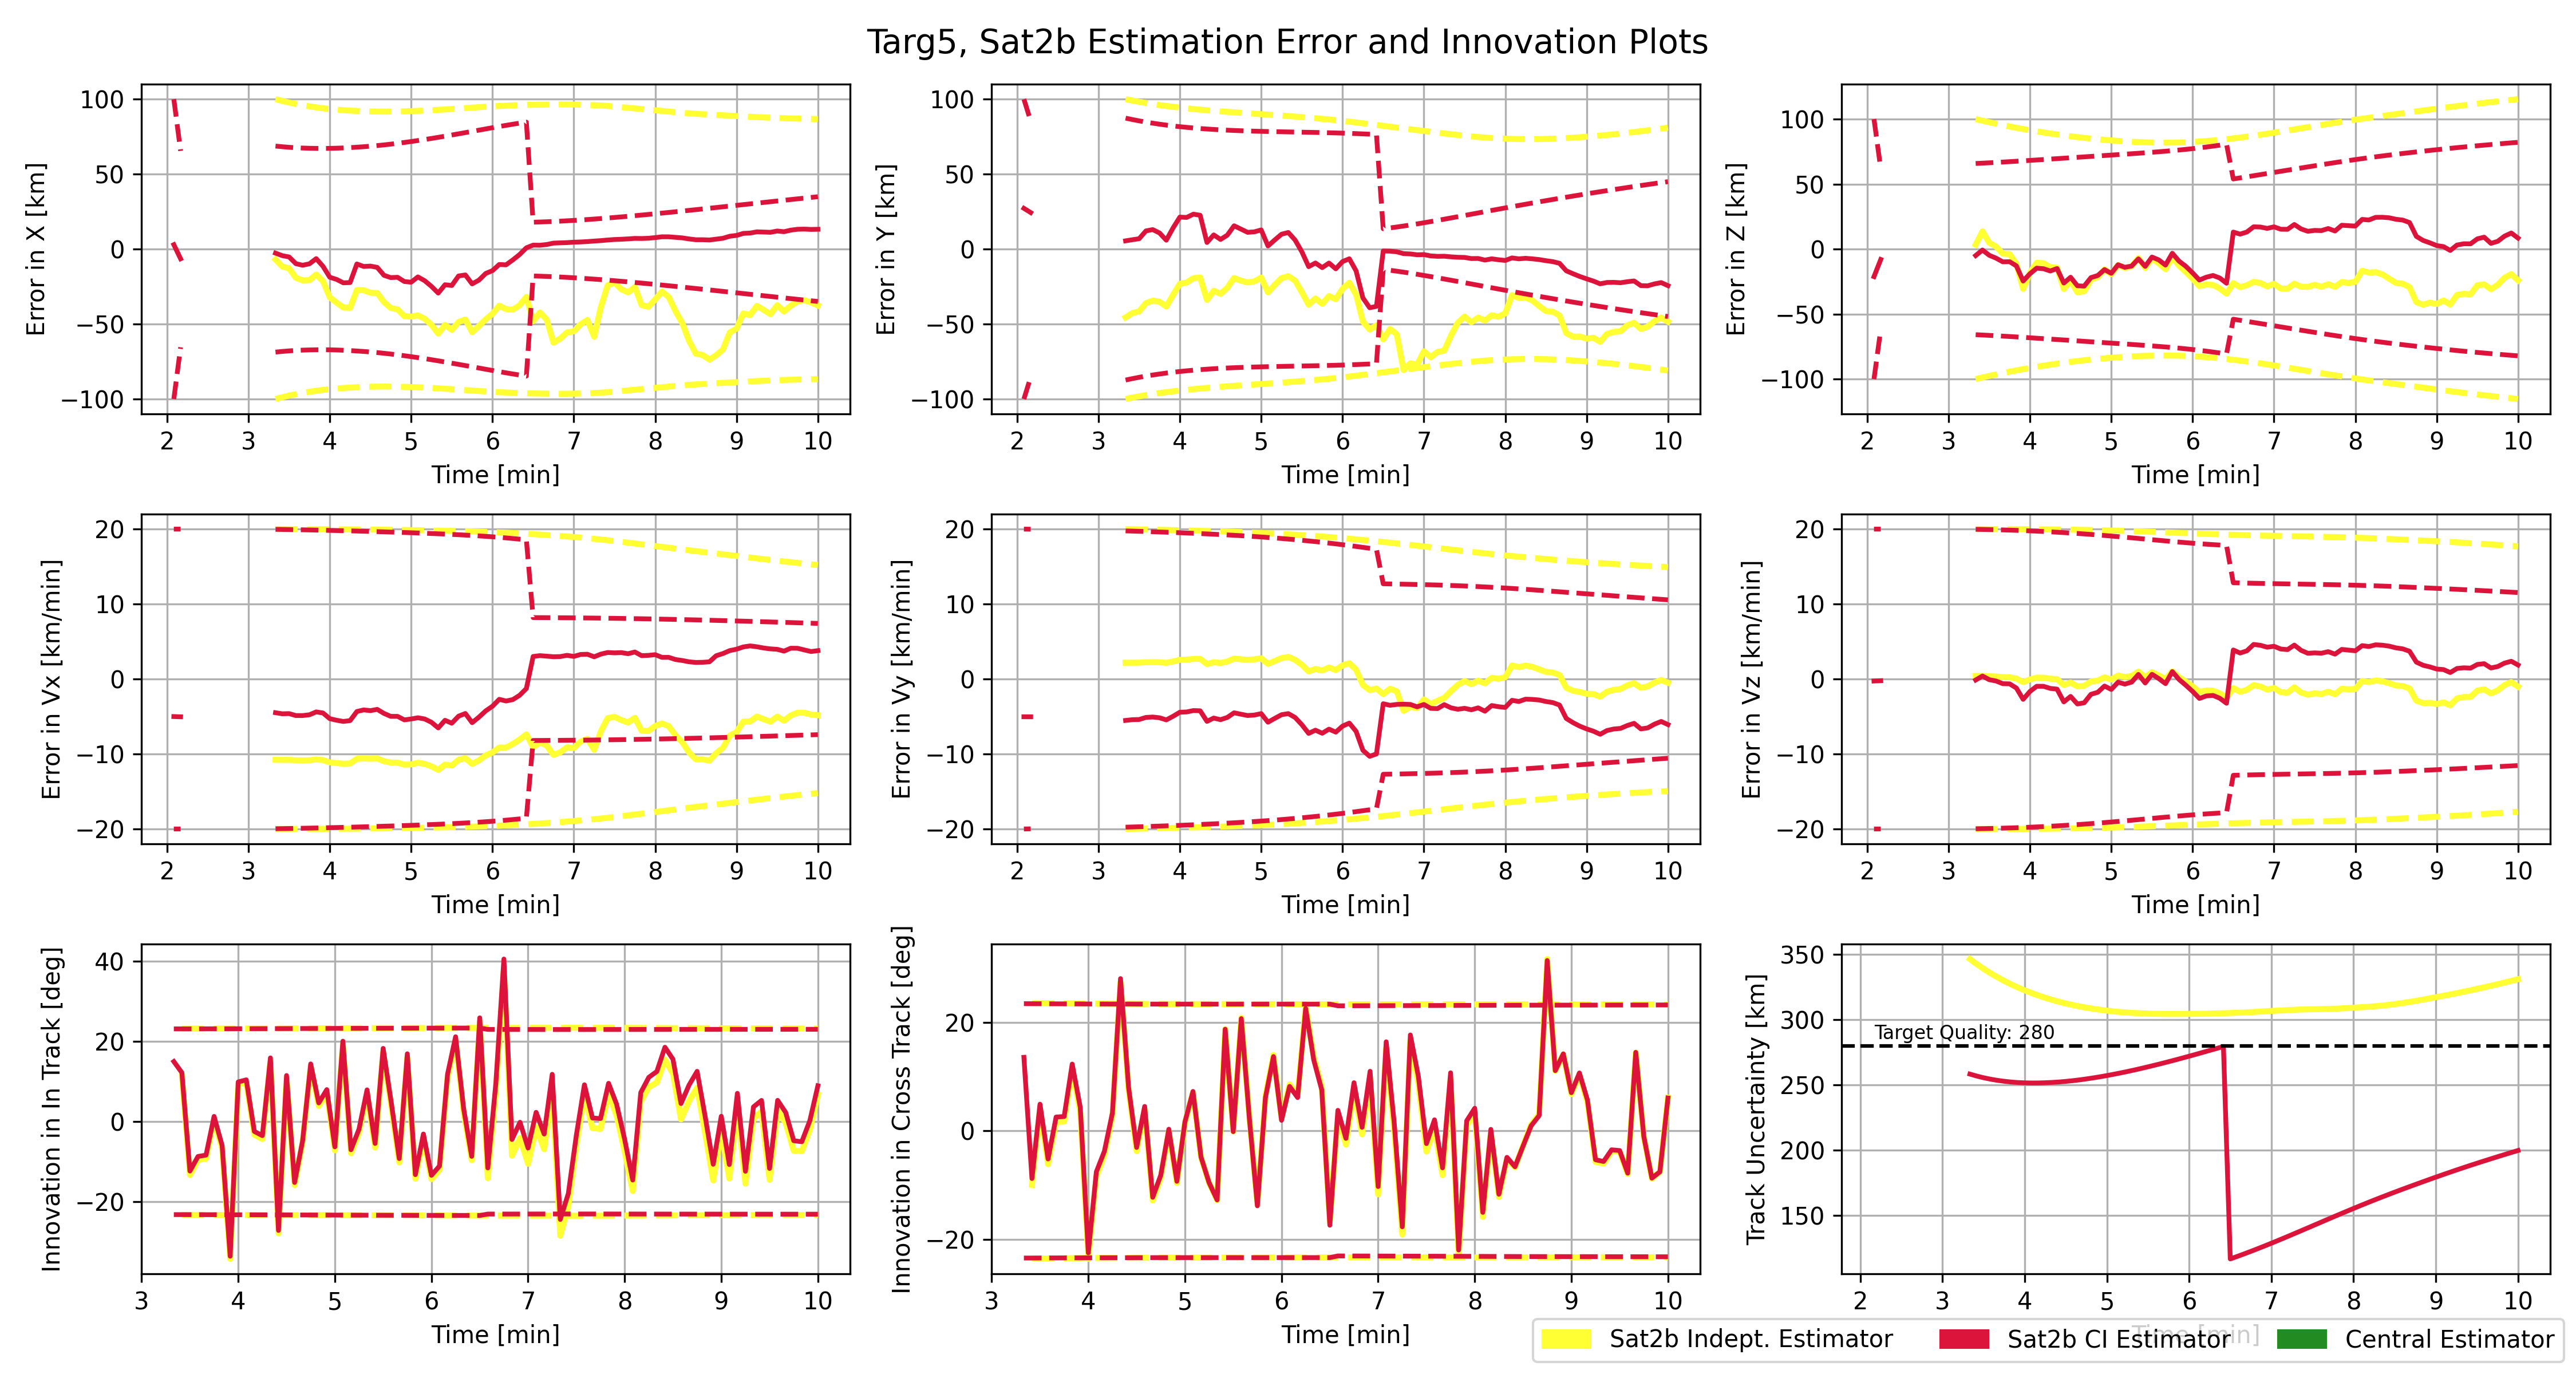 Targ5, Sat2b Estimation Error and Innovation Plots
Error in X [km]
100
50
0
−50
−100
2 3 4 5 6 7 8 9 10
Time [min]
Error in Y [km]
100
50
0
−50
−100
2 3 4 5 6 7 8 9 10
Time [min]
Error in Z [km]
100
50
0
−50
−100
2 3 4 5 6 7 8 9 10
Time [min]
Error in Vx [km/min]
20
10
0
−10
−20
2 3 4 5 6 7 8 9 10
Time [min]
Error in Vy [km/min]
20
10
0
−10
−20
2 3 4 5 6 7 8 9 10
Time [min]
Error in Vz [km/min]
20
10
0
−10
−20
2 3 4 5 6 7 8 9 10
Time [min]
Innovation in In Track [deg]
40
20
0
−20
3 4 5 6 7 8 9 10
Time [min]
Innovation in Cross Track [deg]
20
0
−20
3 4 5 6 7 8 9 10
Time [min]
Track Uncertainty [km]
350
300
250
200
150
Target Quality: 280
2 3 4 5 6 7 8 9 10
Time [min]
Sat2b Indept. Estimator
Sat2b CI Estimator
Central Estimator